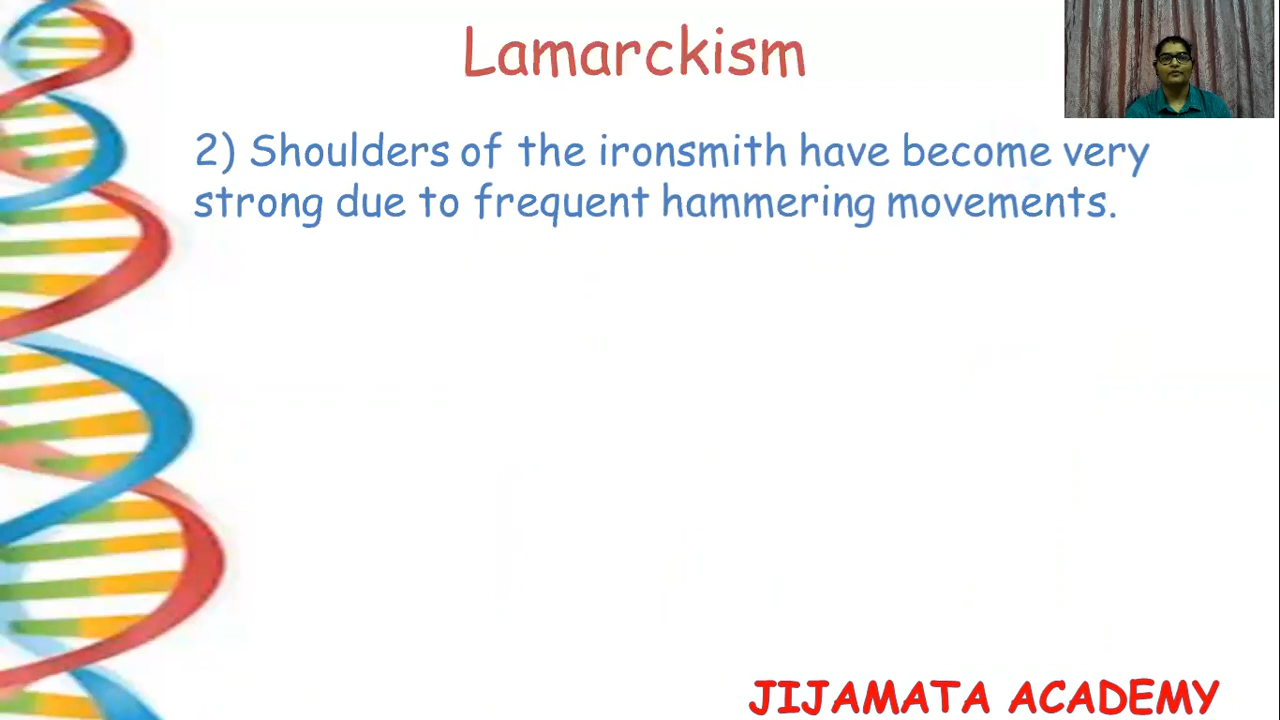 Lamarckism
2) Shoulders of the ironsmith have become very
strong due to frequent hammering movements.
JIJAMATA ACADEMY